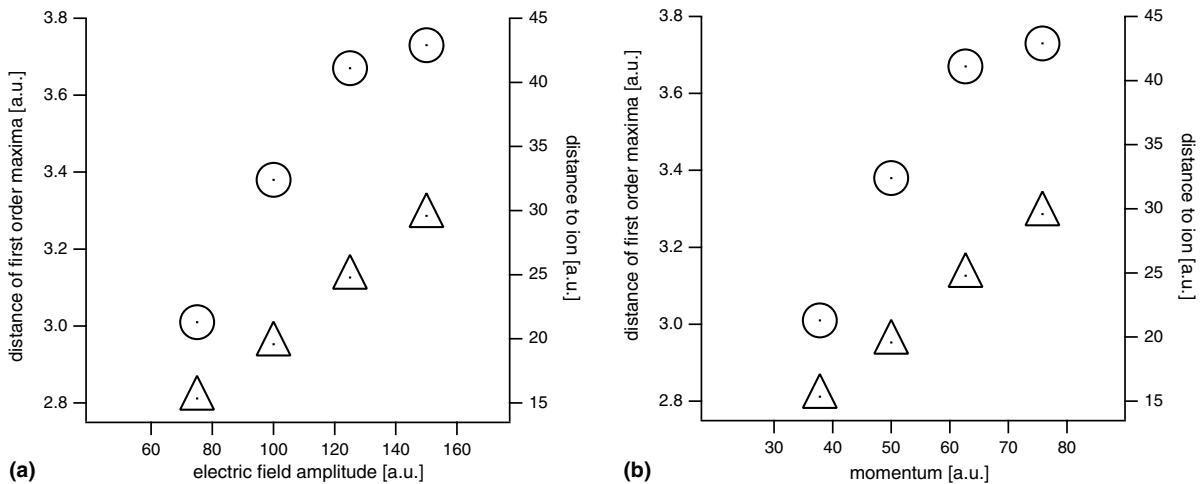 3.8
3.6
3.4
3.2
3.0
2.8
distance of first order maxima [a.u.]
45
40
35
30
25
20
15
distance to ion [a.u.]
60 80 100 120 140 160
electric field amplitude [a.u.]
(a)
3.8
3.6
3.4
3.2
3.0
2.8
distance of first order maxima [a.u.]
45
40
35
30
25
20
15
distance to ion [a.u.]
30 40 50 60 70 80
momentum [a.u.]
(b)